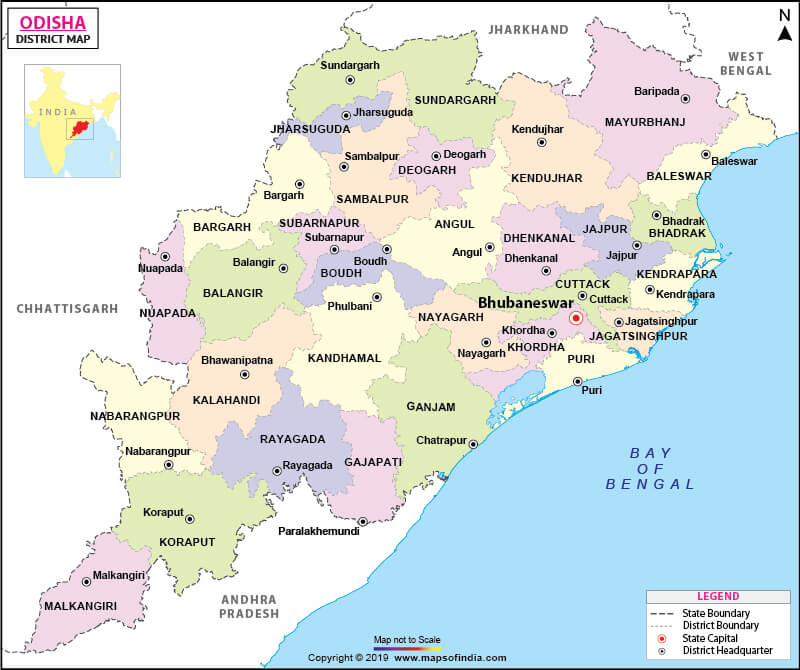 ODISHA
DISTRICT MAP
JHARKHAND
N
WEST
BENGAL
INDIA
Sundargarh
SUNDARGARH
Jharsuguda
JHARSUGUDA
Baripada
MAYURBHANJ
Kendujhar
KENDUJHAR
Deogarh
DEOGARH
Sambalpur
SAMBALPUR
Baleswar
BALESWAR
Bargarh
BARGARH
SUBARNAPUR
Subarnapur
ANGUL
Angul
DHENKANAL
Dhenkanal
JAJPUR
Jajpur
Bhadrak
BHADRAK
Nuapada
NUAPADA
Balangir
BALANGIR
Boudh
BOUDH
KENDRAPARA
Kendrapara
CUTTACK
Cuttack
Bhubaneswar
CHHATTISGARH
Phulbani
KANDHAMAL
NAYAGARH
Nayagarh
Khordha
KHORDHA
Jagatsinghpur
JAGATSINGHPUR
PURI
Puri
Bhawanipatna
KALAHANDI
GANJAM
Chatrapur
NABARANGPUR
Nabarangpur
RAYAGADA
Rayagada
GAJAPATI
Paralakhemundi
BAY
OF
BENGAL
Koraput
KORAPUT
Malkangiri
MALKANGIRI
ANDHRA
PRADESH
LEGEND
State Boundary
District Boundary
State Capital
District Headquarter
Map not to Scale
Copyright © 2019 www.mapsofindia.com